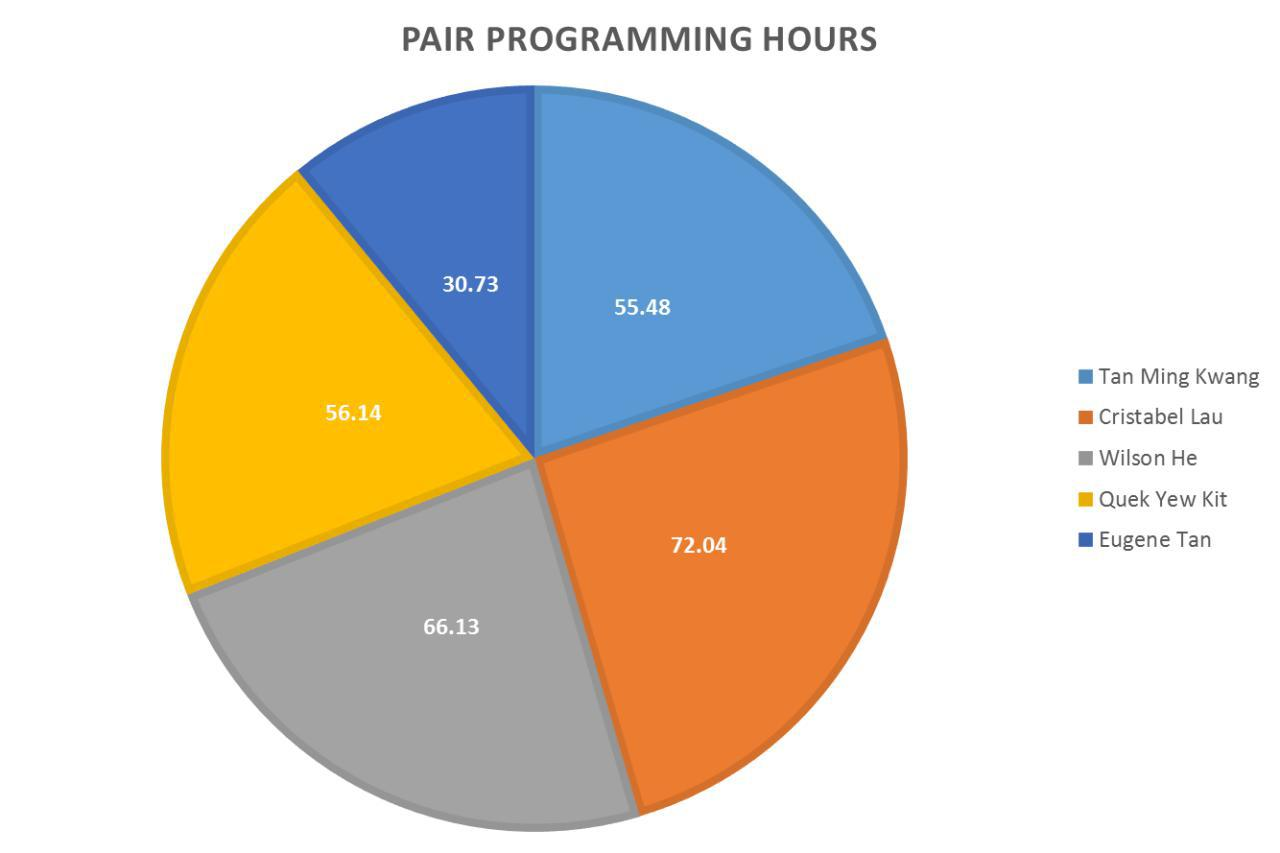 PAIR PROGRAMMING HOURS
30.73
55.48
56.14
72.04
66.13
Tan Ming Kwang
Cristabel Lau
Wilson He
Quek Yew Kit
Eugene Tan